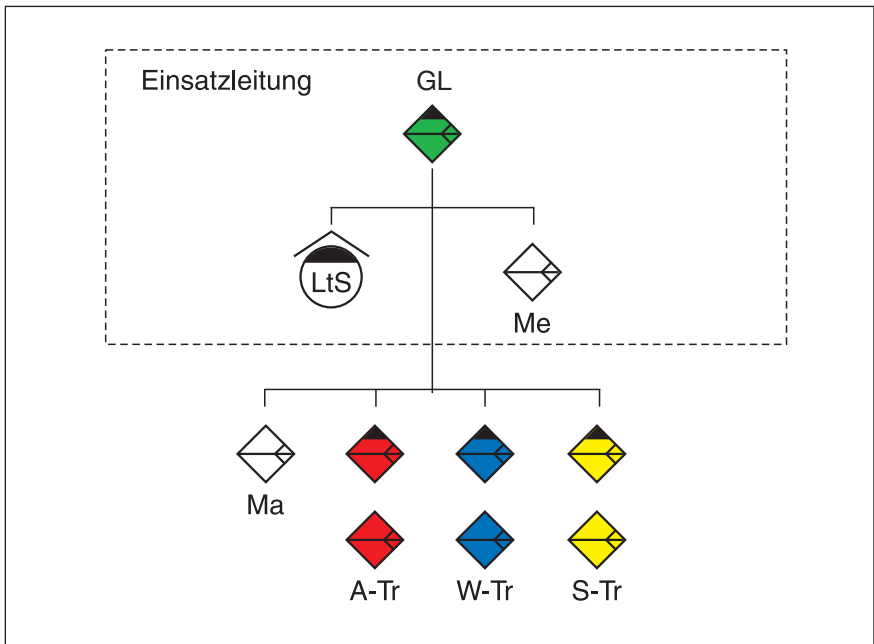 Einsatzleitung
GL
LtS
Me
Ma
A-Tr
W-Tr
S-Tr